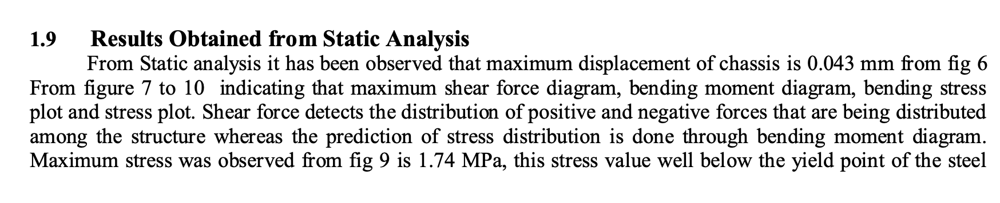 1.9 Results Obtained from Static Analysis
From Static analysis it has been observed that maximum displacement of chassis is 0.043 mm from fig 6
From figure 7 to 10 indicating that maximum shear force diagram, bending moment diagram, bending stress
plot and stress plot. Shear force detects the distribution of positive and negative forces that are being distributed
among the structure whereas the prediction of stress distribution is done through bending moment diagram.
Maximum stress was observed from fig 9 is 1.74 MPa, this stress value well below the yield point of the steel